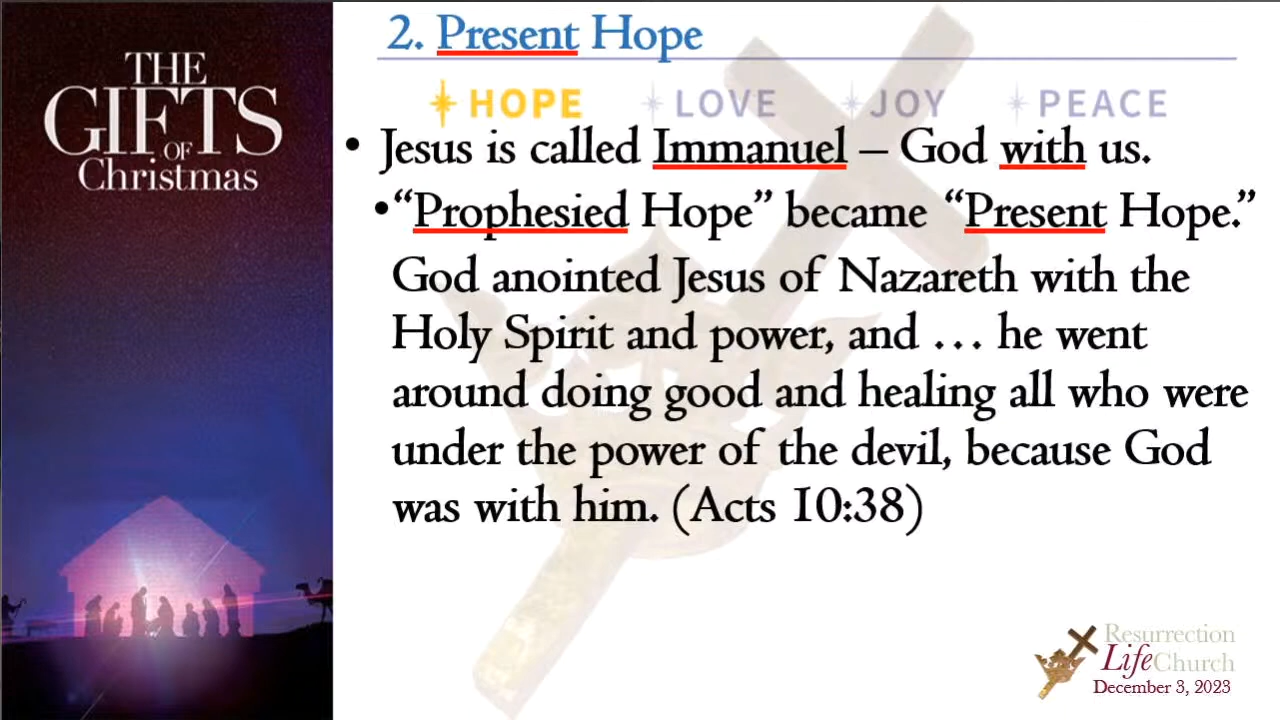 THE
GIFTS
OF
Christmas
2. Present Hope
HOPE LOVE JOY PEACE
• Jesus is called Immanuel – God with us.
• “Prophesied Hope” became “Present Hope.”
God anointed Jesus of Nazareth with the
Holy Spirit and power, and … he went
around doing good and healing all who were
under the power of the devil, because God
was with him. (Acts 10:38)
Resurrection
LifeChurch
December 3, 2023